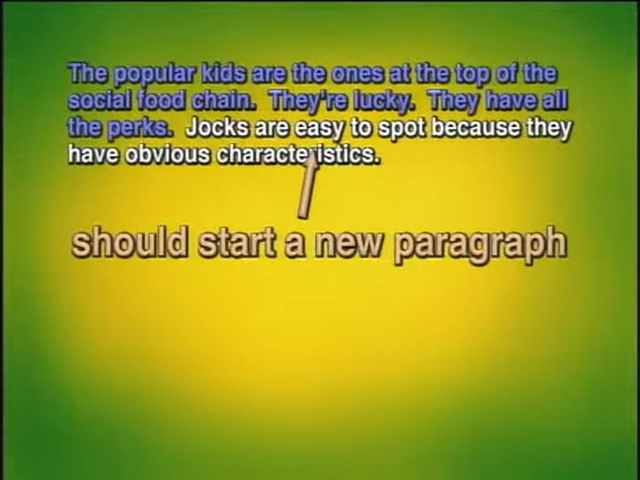 The popular kids are the ones at the top of the
social food chain.  They're lucky.  They have all
the perks.  Jocks are easy to spot because they
have obvious characteristics.
should start a new paragraph